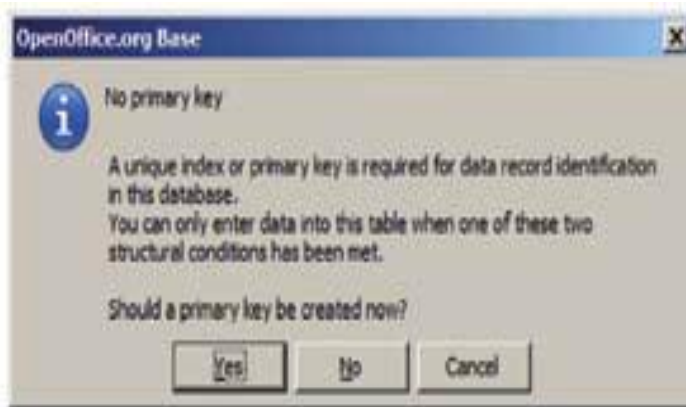 OpenOffice.org Base
No primary key
A unique index or primary key is required for data record identification
in this database.
You can only enter data into this table when one of these two
structural conditions has been met.
Should a primary key be created now?
Yes
No
Cancel